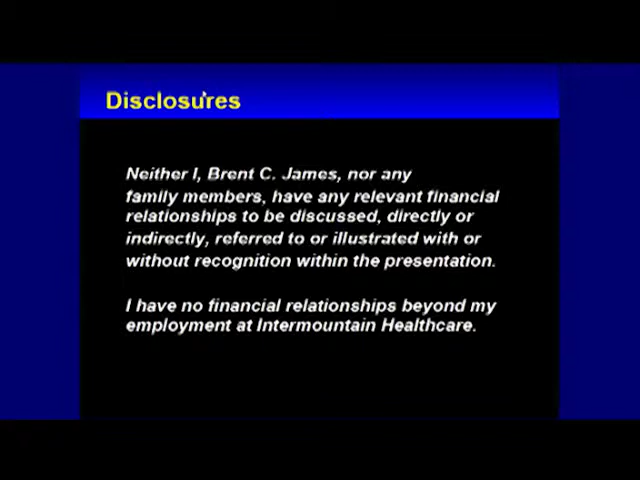 Disclosures
Neither I, Brent C. James, nor any
family members, have any relevant financial
relationships to be discussed, directly or
indirectly, referred to or illustrated with or
without recognition within the presentation.
I have no financial relationships beyond my
employment at Intermountain Healthcare.